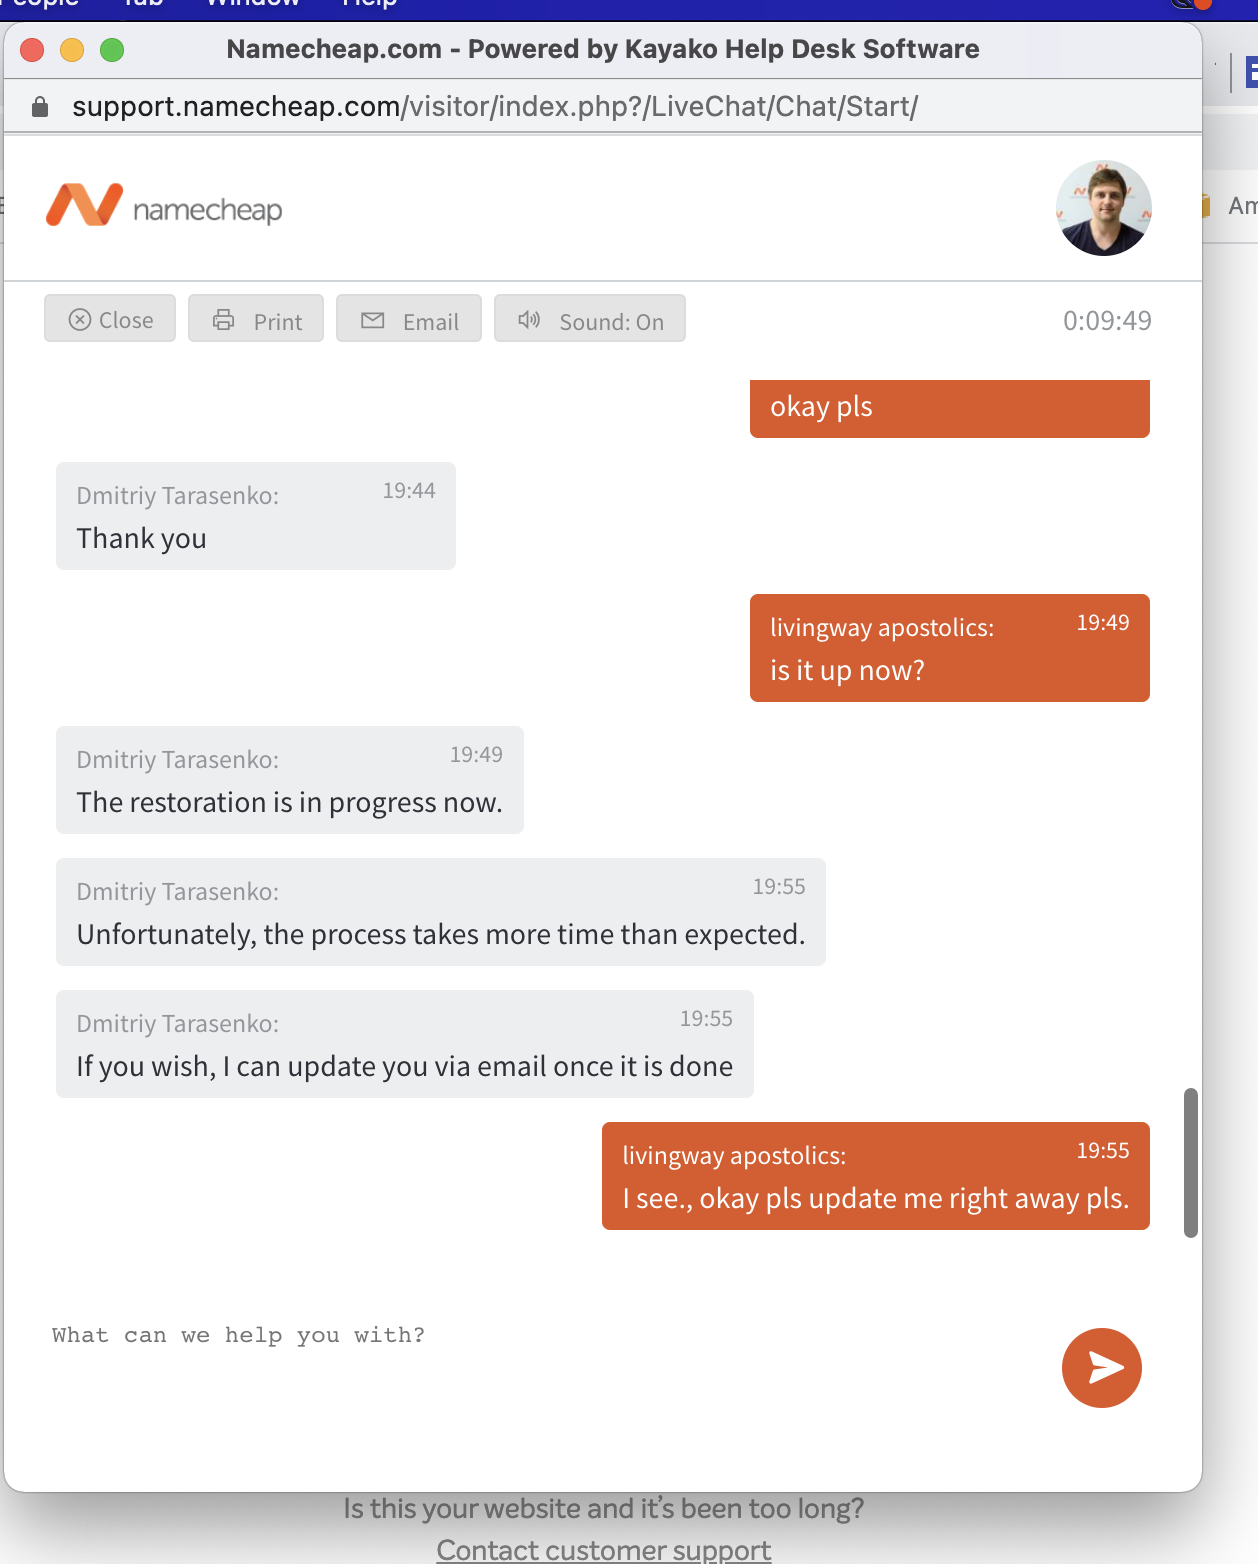 People Tab Window Help
Namecheap.com - Powered by Kayako Help Desk Software
support.namecheap.com/visitor/index.php?/LiveChat/Chat/Start/
namecheap
Close Print Email Sound: On 0:09:49
okay pls
Dmitriy Tarasenko: 19:44
Thank you
livingway apostolics: 19:49
is it up now?
Dmitriy Tarasenko: 19:49
The restoration is in progress now.
Dmitriy Tarasenko: 19:55
Unfortunately, the process takes more time than expected.
Dmitriy Tarasenko: 19:55
If you wish, I can update you via email once it is done
livingway apostolics: 19:55
I see., okay pls update me right away pls.
What can we help you with?
Is this your website and it's been too long?
Contact customer support